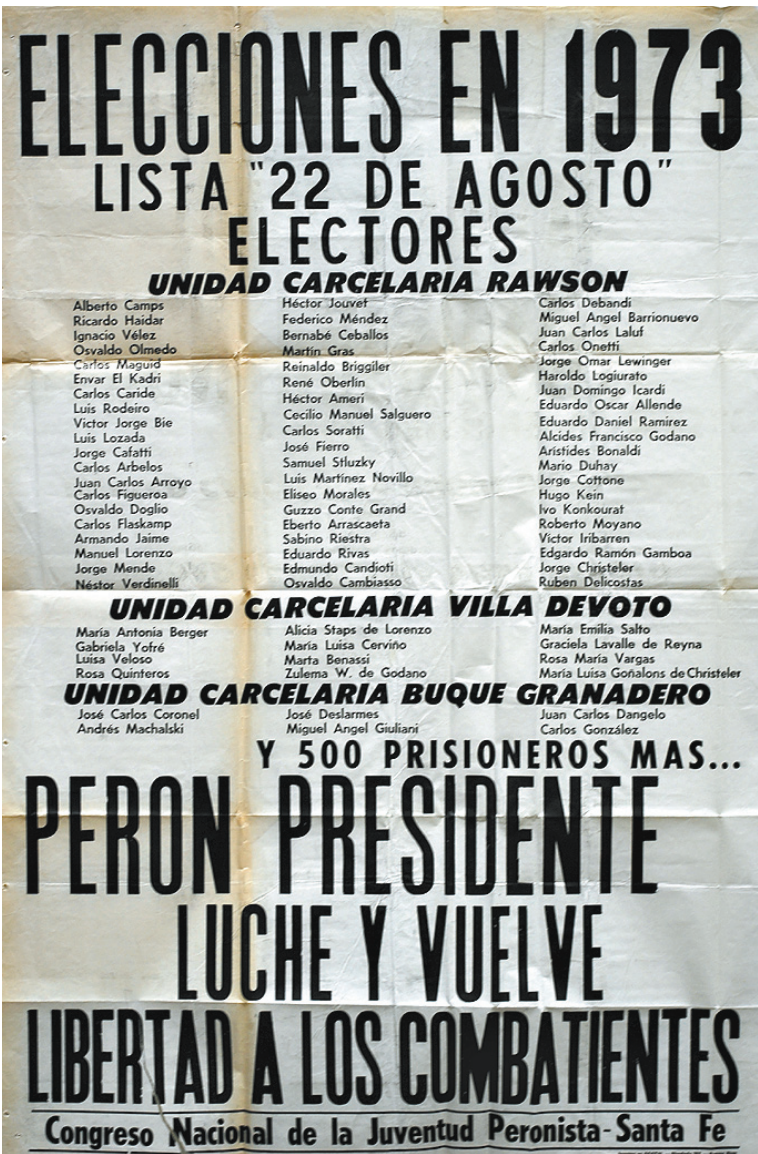 ELECCIONES EN 1973
LISTA "22 DE AGOSTO"
ELECTORES
UNIDAD CARCELARIA RAWSON
Alberto Camps
Ricardo Haidar
Ignacio Vélez
Osvaldo Olmedo
Carlos Maguid
Envar El Kadri
Carlos Caride
Luis Rodeiro
Victor Jorge Bie
Luis Lozada
Jorge Cafatti
Carlos Arbelos
Juan Carlos Arroyo
Carlos Figueroa
Osvaldo Doglio
Carlos Flaskamp
Armando Jaime
Manuel Lorenzo
Jorge Mende
Néstor Verdinelli
Héctor Jouvet
Federico Méndez
Bernabé Ceballos
Martín Gras
Reinaldo Briggiler
René Oberlin
Héctor Ameri
Cecilio Manuel Salguero
Carlos Soratti
José Fierro
Samuel Stluzky
Luis Martínez Novillo
Eliseo Morales
Guzzo Conte Grand
Eberto Arrascaeta
Sabino Riestra
Eduardo Rivas
Edmundo Candioti
Osvaldo Cambiasso
Carlos Debandi
Miguel Angel Barrionuevo
Juan Carlos Laluf
Carlos Onetti
Jorge Omar Lewinger
Haroldo Logiurato
Juan Domingo Icardi
Eduardo Oscar Allende
Eduardo Daniel Ramirez
Alcides Francisco Godano
Arístides Bonaldi
Mario Duhay
Jorge Cottone
Hugo Kein
Ivo Konkourat
Roberto Moyano
Victor Iribarren
Edgardo Ramón Gamboa
Jorge Christeler
Ruben Delicostas
UNIDAD CARCELARIA VILLA DEVOTO
María Antonia Berger
Gabriela Yofré
Luisa Veloso
Rosa Quinteros
Alicia Staps de Lorenzo
María Luisa Cerviño
Marta Benassi
Zulema W. de Godano
María Emilia Salto
Graciela Lavalle de Reyna
Rosa María Vargas
María Luisa Goñalons de Christeler
UNIDAD CARCELARIA BUQUE GRANADERO
José Carlos Coronel
Andrés Machalski
José Deslarmes
Miguel Angel Giuliani
Juan Carlos Dangelo
Carlos González
Y 500 PRISIONEROS MAS...
PERON PRESIDENTE
LUCHE Y VUELVE
LIBERTAD A LOS COMBATIENTES
Congreso Nacional de la Juventud Peronista-Santa Fe